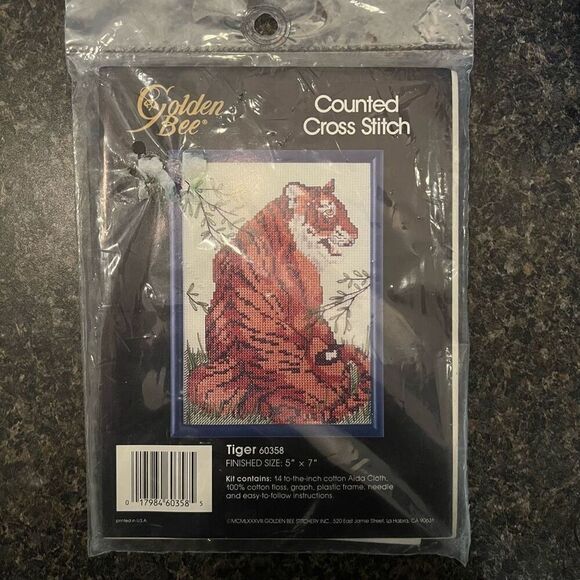 Golden
Bee®
Counted
Cross Stitch
Tiger 60358
FINISHED SIZE: 5" × 7"
Kit contains: 14 to-the-inch cotton Aida Cloth,
100% cotton floss, graph, plastic frame, needle
and easy-to-follow instructions.
0 17984 60358 5
printed in U.S.A.
©MCMLXXXVIII GOLDEN BEE STITCHERY INC., 520 East Jamie Street, La Habra, CA 90631